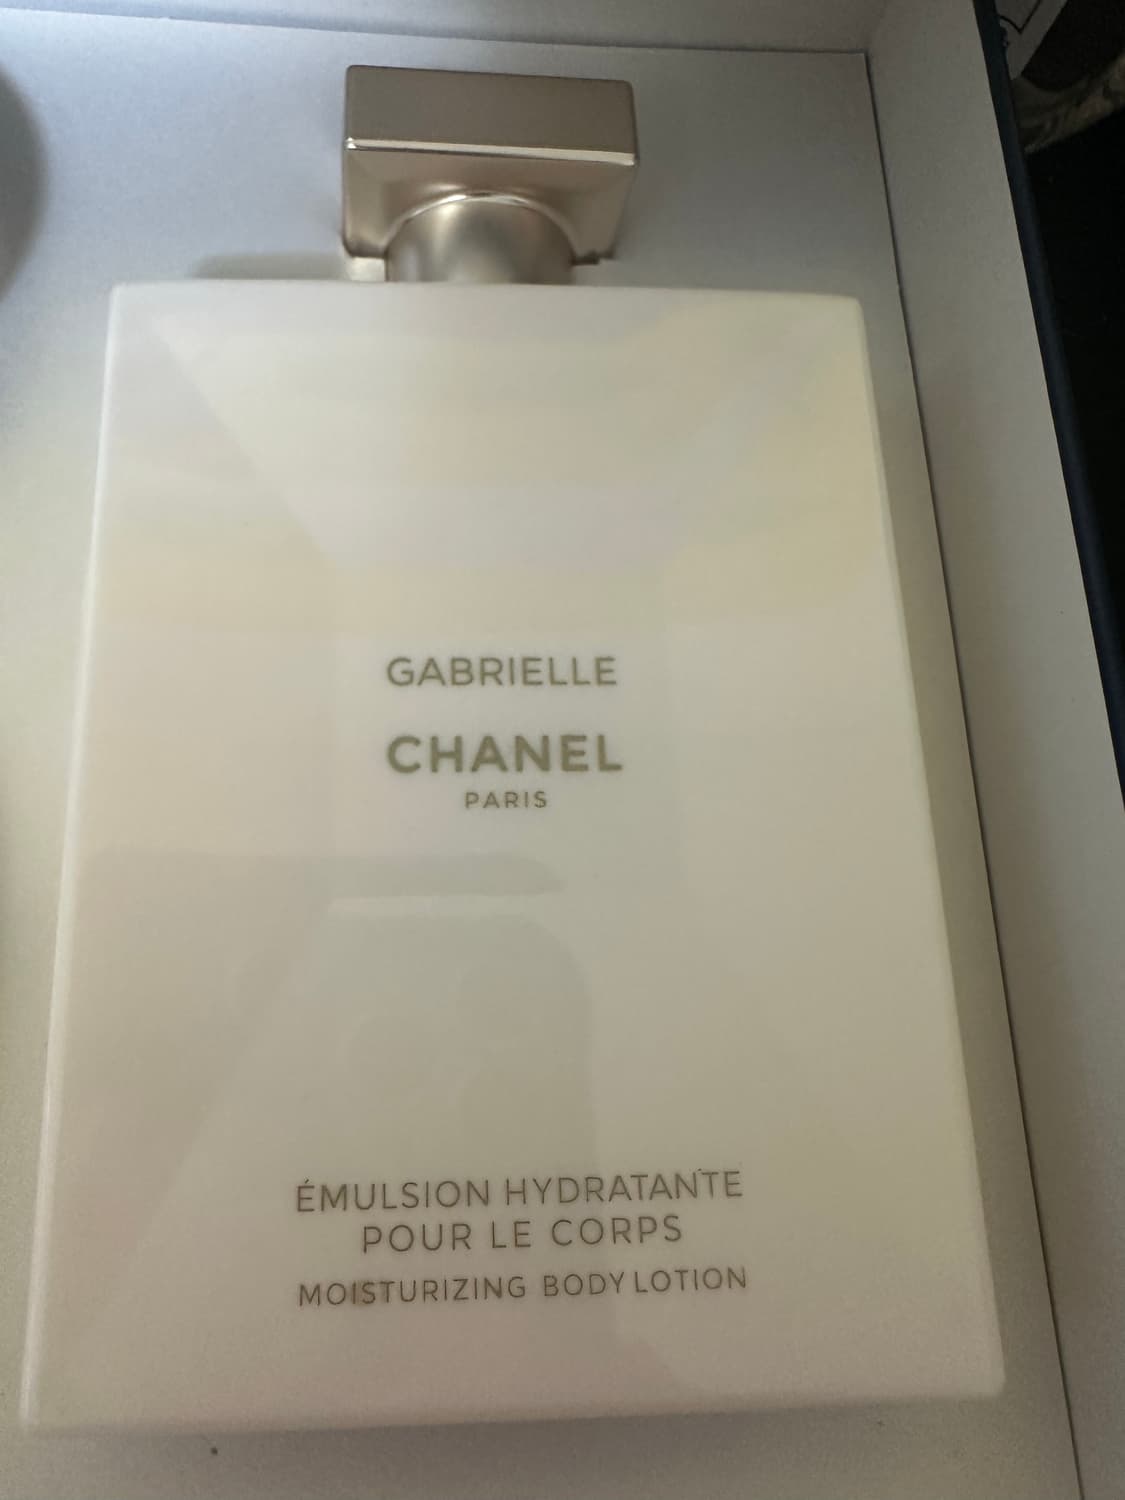 GABRIELLE
CHANEL
PARIS
ÉMULSION HYDRATANTE
POUR LE CORPS
MOISTURIZING BODY LOTION